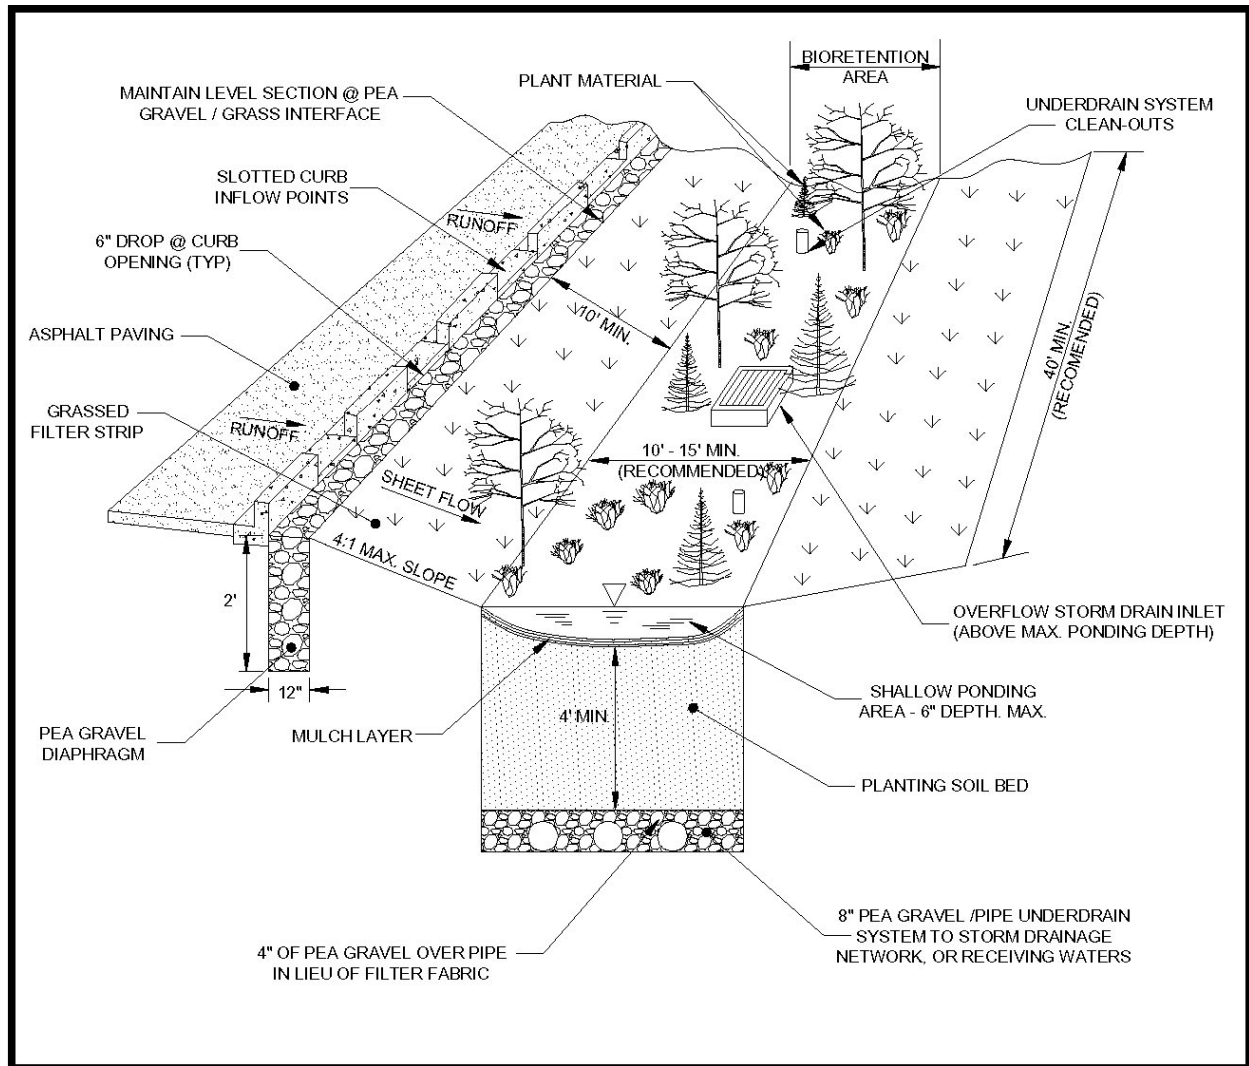 BIORETENTION
AREA
PLANT MATERIAL
MAINTAIN LEVEL SECTION @ PEA
GRAVEL / GRASS INTERFACE
UNDERDRAIN SYSTEM
CLEAN-OUTS
SLOTTED CURB
INFLOW POINTS
RUNOFF
6" DROP @ CURB
OPENING (TYP)
10' MIN.
ASPHALT PAVING
40' MIN.
(RECOMENDED)
GRASSED
FILTER STRIP
RUNOFF
10' - 15' MIN.
(RECOMMENDED)
SHEET FLOW
4:1 MAX. SLOPE
2'
OVERFLOW STORM DRAIN INLET
(ABOVE MAX. PONDING DEPTH)
12"
SHALLOW PONDING
AREA - 6" DEPTH. MAX.
4' MIN.
PEA GRAVEL
DIAPHRAGM
MULCH LAYER
PLANTING SOIL BED
8" PEA GRAVEL /PIPE UNDERDRAIN
SYSTEM TO STORM DRAINAGE
NETWORK, OR RECEIVING WATERS
4" OF PEA GRAVEL OVER PIPE
IN LIEU OF FILTER FABRIC